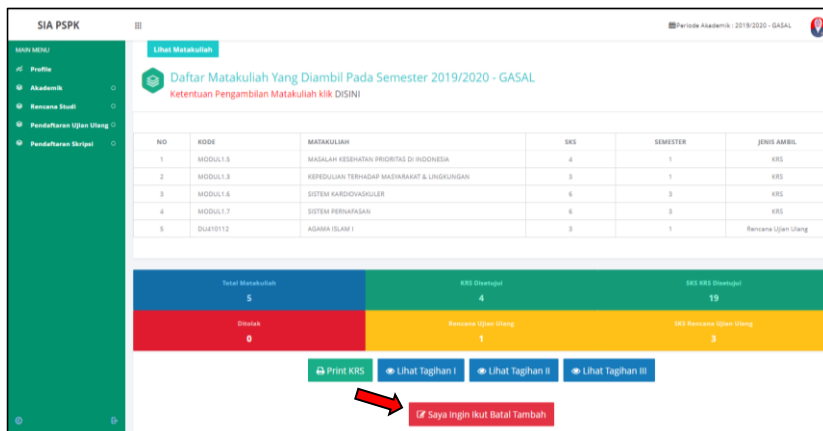 SIA PSPK
Periode Akademik : 2019/2020 - GASAL
MAIN MENU
Profile
Akademik
Rencana Studi
Pendaftaran Ujian Ulang
Pendaftaran Skripsi
Lihat Matakuliah
Daftar Matakuliah Yang Diambil Pada Semester 2019/2020 - GASAL
Ketentuan Pengambilan Matakuliah klik DISINI
NO KODE MATAKULIAH SKS SEMESTER JENIS AMBIL
1 MODUL1.5 MASALAH KESEHATAN PRIORITAS DI INDONESIA 4 1 KRS
2 MODUL1.3 KEPEDULIAN TERHADAP MASYARAKAT & LINGKUNGAN 3 1 KRS
3 MODUL1.6 SISTEM KARDIOVASKULER 6 3 KRS
4 MODUL1.7 SISTEM PERNAFASAN 6 3 KRS
5 DU410112 AGAMA ISLAM I 3 1 Rencana Ujian Ulang
Total Matakuliah KRS Disetujui SKS KRS Disetujui
5 4 19
Ditolak Rencana Ujian Ulang SKS Rencana Ujian Ulang
0 1 3
Print KRS Lihat Tagihan I Lihat Tagihan II Lihat Tagihan III
Saya Ingin Ikut Batal Tambah